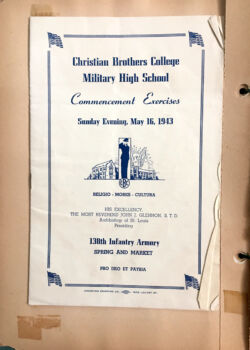 Christian Brothers College
Military High School
Commencement Exercises
Sunday Evening, May 16, 1943
RELIGIO - MORES - CULTURA
HIS EXCELLENCY,
THE MOST REVEREND JOHN J. GLENNON, S. T. D.
Archbishop of St. Louis
Presiding
138th Infantry Armory
SPRING AND MARKET
PRO DEO ET PATRIA